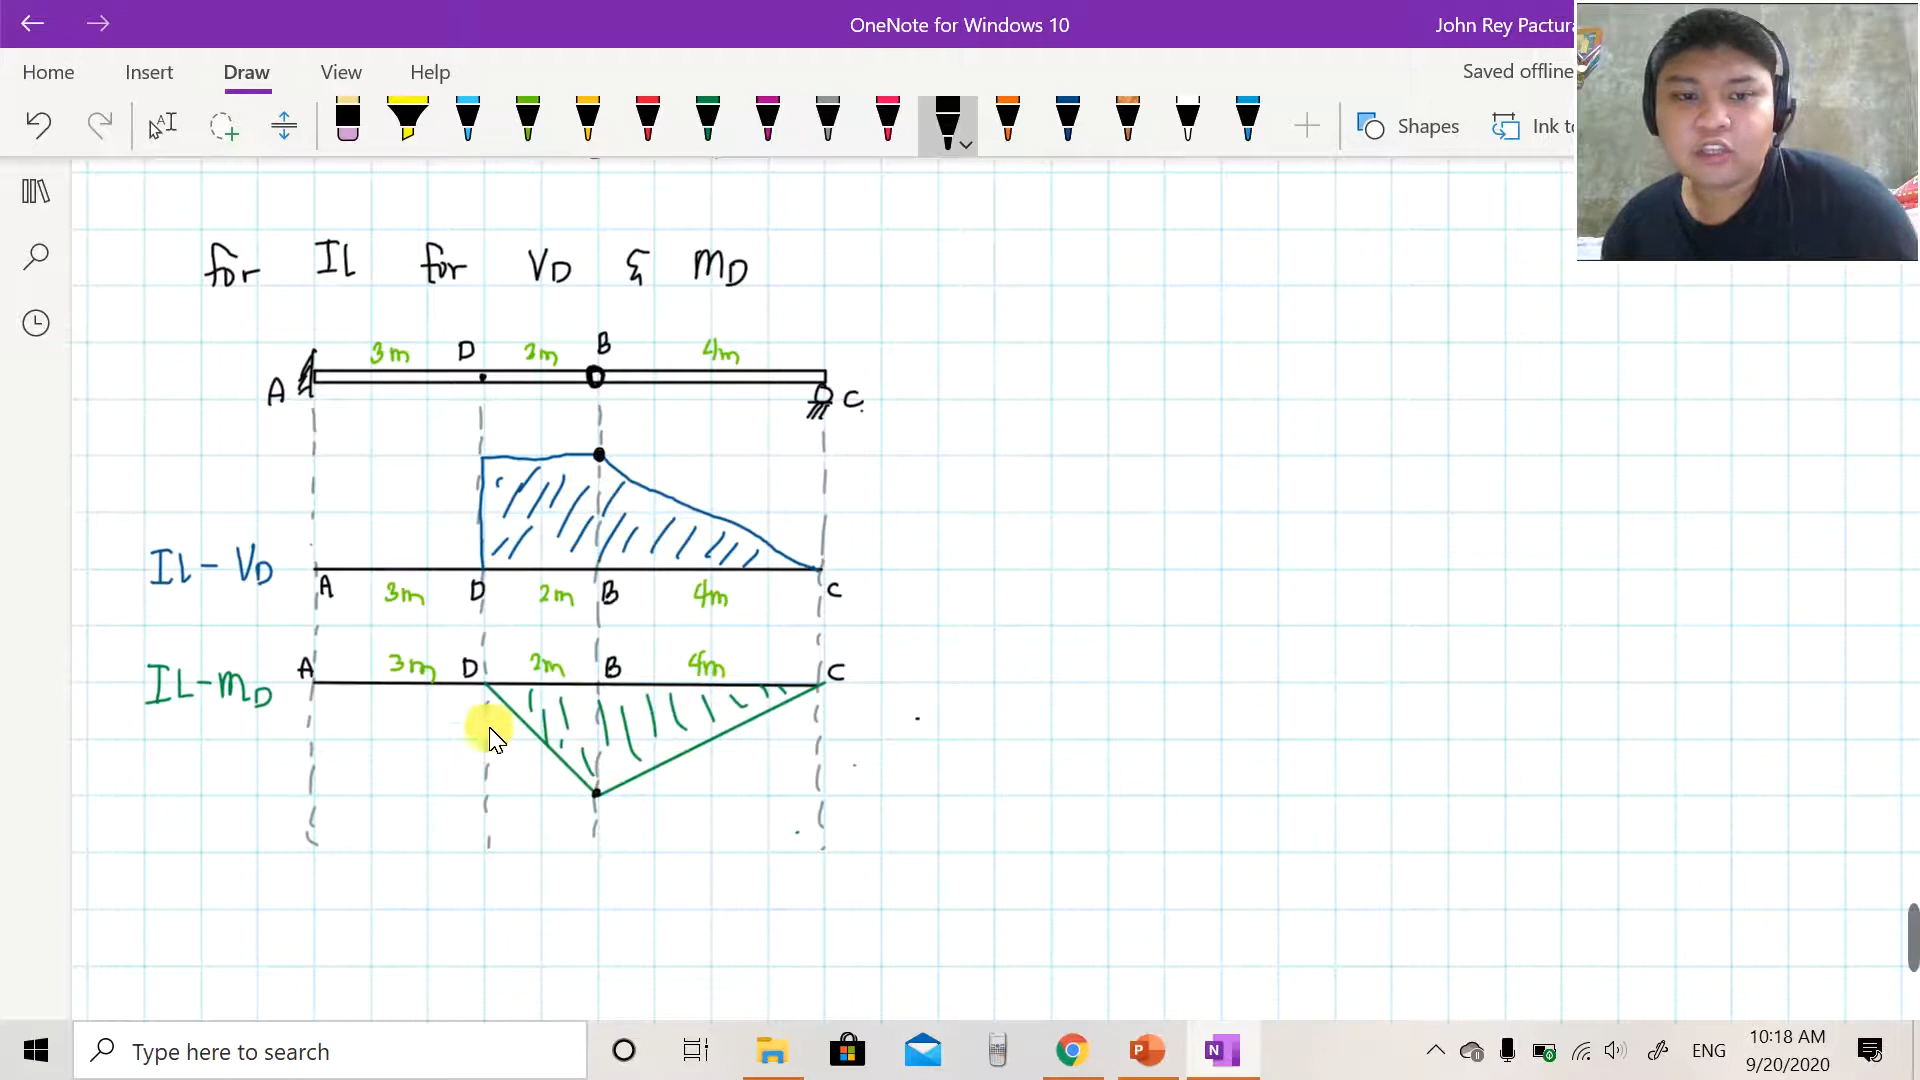 OneNote for Windows 10
John Rey Pactura
Home Insert Draw View Help
Saved offline
Shapes
Ink to
for IL for VD & MD
3m D 2m B 4m
A C
IL - VD
A 3m D 2m B 4m C
A 3m D 2m B 4m C
IL-MD
Type here to search
ENG
10:18 AM
9/20/2020